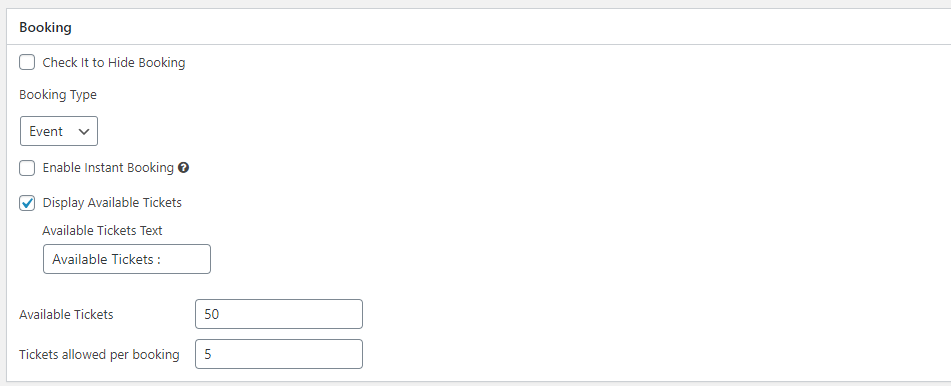 Booking
Check It to Hide Booking
Booking Type
Event
Enable Instant Booking
Display Available Tickets
Available Tickets Text
Available Tickets :
Available Tickets 50
Tickets allowed per booking 5